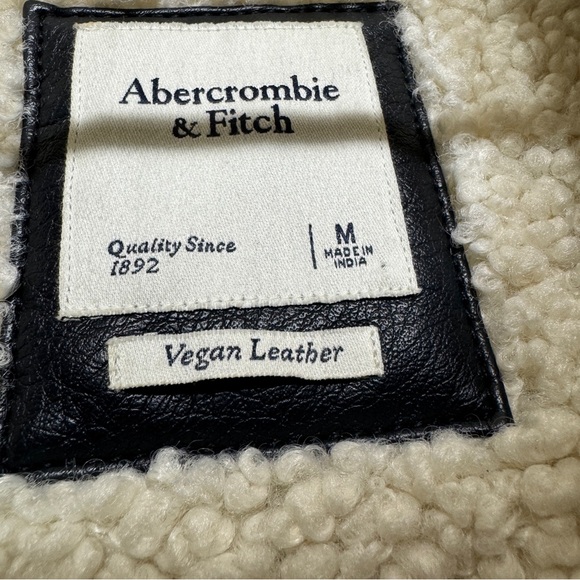 Abercrombie
& Fitch
Quality Since
1892
M
MADE IN
INDIA
Vegan Leather